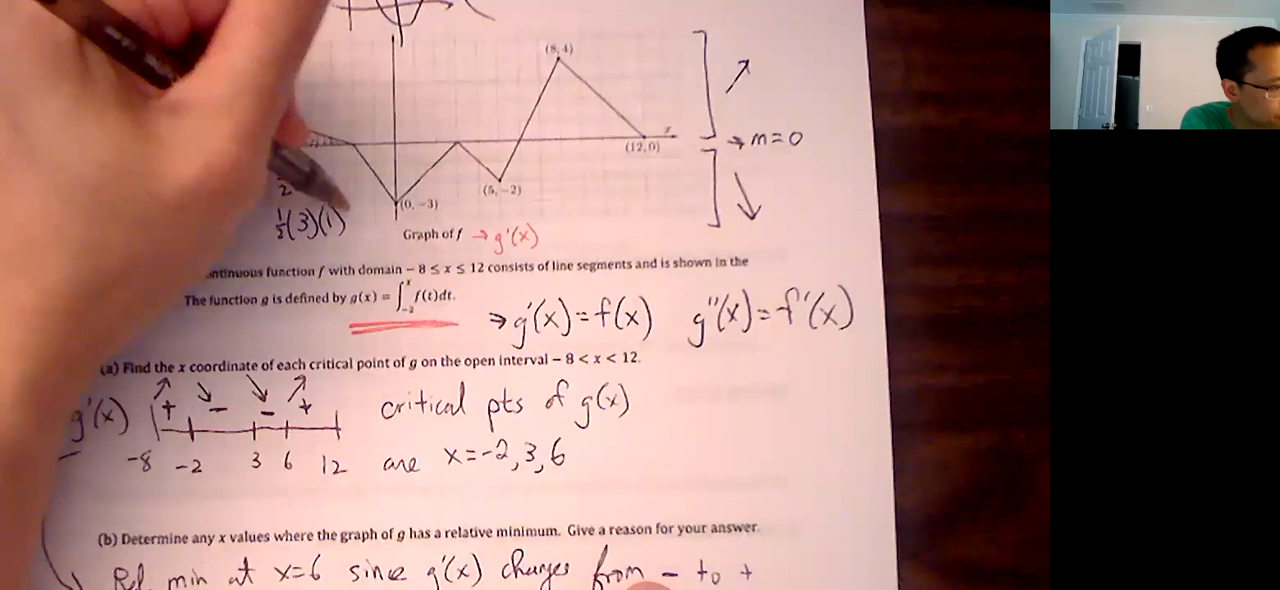 (8, 4)
x
(12, 0)
→ m = 0
2
(5, -2)
(0, -3)
½(3)(1)
Graph of f → g'(x)
ontinuous function f with domain − 8 ≤ x ≤ 12 consists of line segments and is shown in the
The function g is defined by g(x) = ∫_{-2}^{x} f(t)dt.
→ g'(x) = f(x) g''(x) = f'(x)
(a) Find the x coordinate of each critical point of g on the open interval − 8 < x < 12.
g'(x) + − − + critical pts of g(x)
-8 -2 3 6 12 are x = -2, 3, 6
(b) Determine any x values where the graph of g has a relative minimum. Give a reason for your answer.
Rel min at x=6 since g'(x) changes from − to +